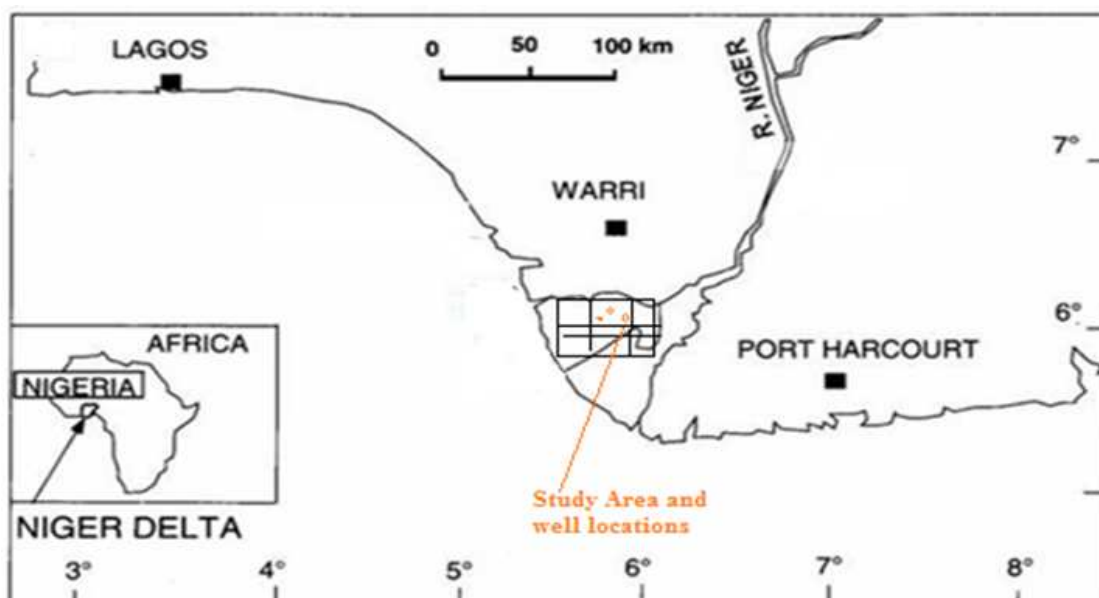 LAGOS
0 50 100 km
R. NIGER
7°
WARRI
6°
AFRICA
PORT HARCOURT
NIGERIA
Study Area and
well locations
NIGER DELTA
3° 4° 5° 6° 7° 8°